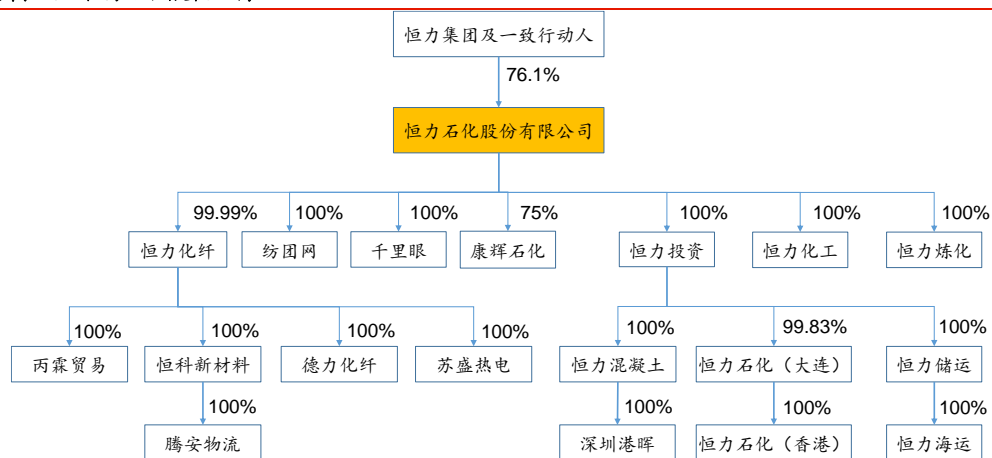 恒力集团及一致行动人
76.1%
恒力石化股份有限公司
99.99% 100% 100% 75% 100% 100% 100%
恒力化纤 纺团网 千里眼 康辉石化 恒力投资 恒力化工 恒力炼化
100% 100% 100% 100% 100% 99.83% 100%
丙霖贸易 恒科新材料 德力化纤 苏盛热电 恒力混凝土 恒力石化（大连） 恒力储运
100% 100% 100% 100%
腾安物流 深圳港晖 恒力石化（香港） 恒力海运